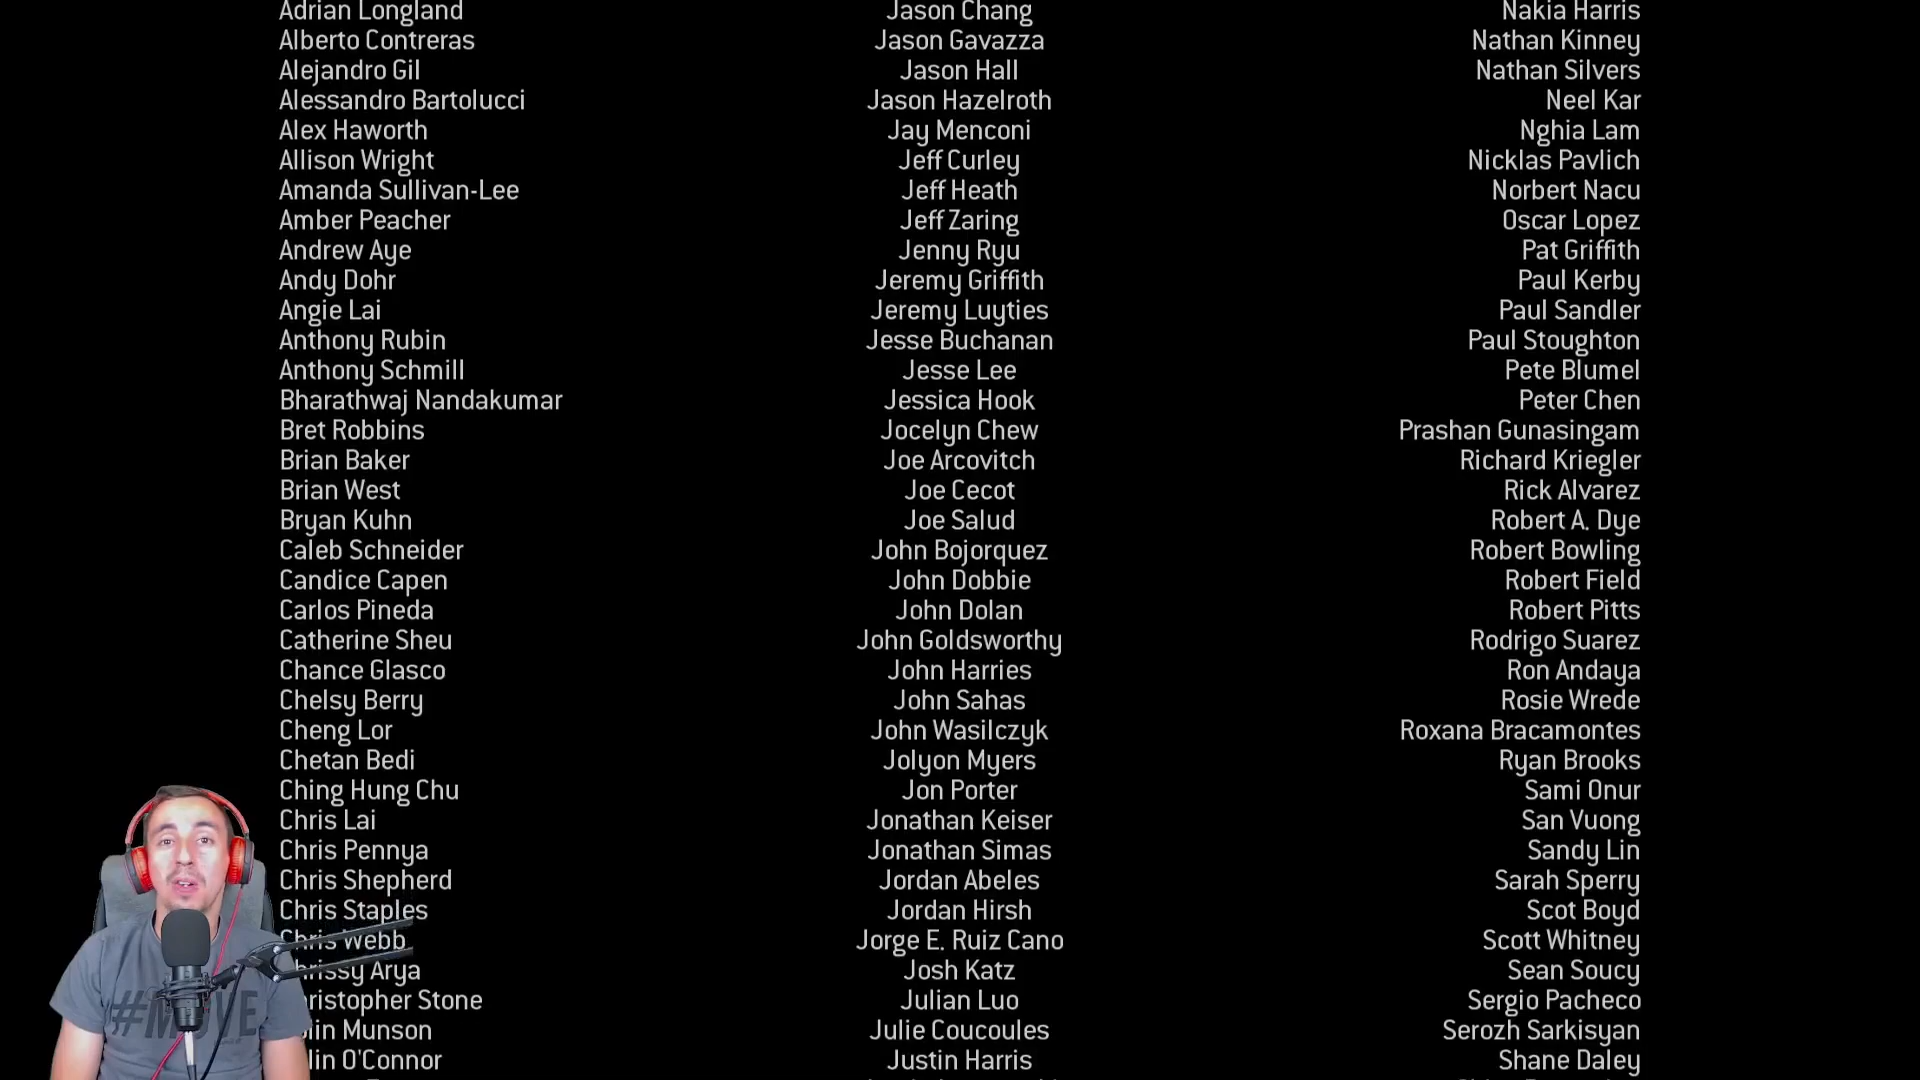 Adrian Longland
Alberto Contreras
Alejandro Gil
Alessandro Bartolucci
Alex Haworth
Allison Wright
Amanda Sullivan-Lee
Amber Peacher
Andrew Aye
Andy Dohr
Angie Lai
Anthony Rubin
Anthony Schmill
Bharathwaj Nandakumar
Bret Robbins
Brian Baker
Brian West
Bryan Kuhn
Caleb Schneider
Candice Capen
Carlos Pineda
Catherine Sheu
Chance Glasco
Chelsy Berry
Cheng Lor
Chetan Bedi
Ching Hung Chu
Chris Lai
Chris Pennya
Chris Shepherd
Chris Staples
Chris Webb
Arya
Stone
Munson
O'Connor
Jason Chang
Jason Gavazza
Jason Hall
Jason Hazelroth
Jay Menconi
Jeff Curley
Jeff Heath
Jeff Zaring
Jenny Ryu
Jeremy Griffith
Jeremy Luyties
Jesse Buchanan
Jesse Lee
Jessica Hook
Jocelyn Chew
Joe Arcovitch
Joe Cecot
Joe Salud
John Bojorquez
John Dobbie
John Dolan
John Goldsworthy
John Harries
John Sahas
John Wasilczyk
Jolyon Myers
Jon Porter
Jonathan Keiser
Jonathan Simas
Jordan Abeles
Jordan Hirsh
Jorge E. Ruiz Cano
Josh Katz
Julian Luo
Julie Coucoules
Justin Harris
Nakia Harris
Nathan Kinney
Nathan Silvers
Neel Kar
Nghia Lam
Nicklas Pavlich
Norbert Nacu
Oscar Lopez
Pat Griffith
Paul Kerby
Paul Sandler
Paul Stoughton
Pete Blumel
Peter Chen
Prashan Gunasingam
Richard Kriegler
Rick Alvarez
Robert A. Dye
Robert Bowling
Robert Field
Robert Pitts
Rodrigo Suarez
Ron Andaya
Rosie Wrede
Roxana Bracamontes
Ryan Brooks
Sami Onur
San Vuong
Sandy Lin
Sarah Sperry
Scot Boyd
Scott Whitney
Sean Soucy
Sergio Pacheco
Serozh Sarkisyan
Shane Daley
#MOVE